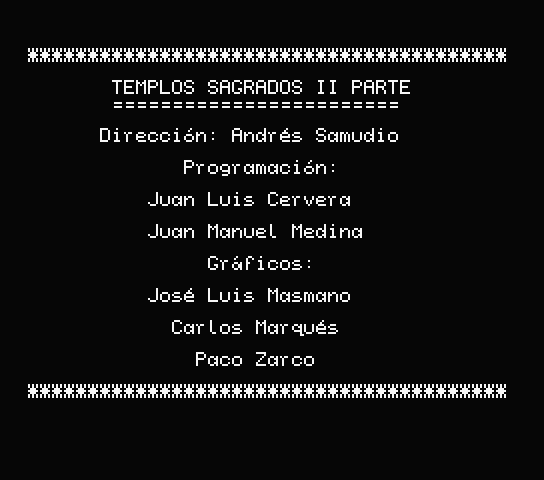 ****************************************
TEMPLOS SAGRADOS II PARTE
========================
Dirección: Andrés Samudio
Programación:
Juan Luis Cervera
Juan Manuel Medina
Gráficos:
José Luis Masmano
Carlos Marqués
Paco Zarco
****************************************